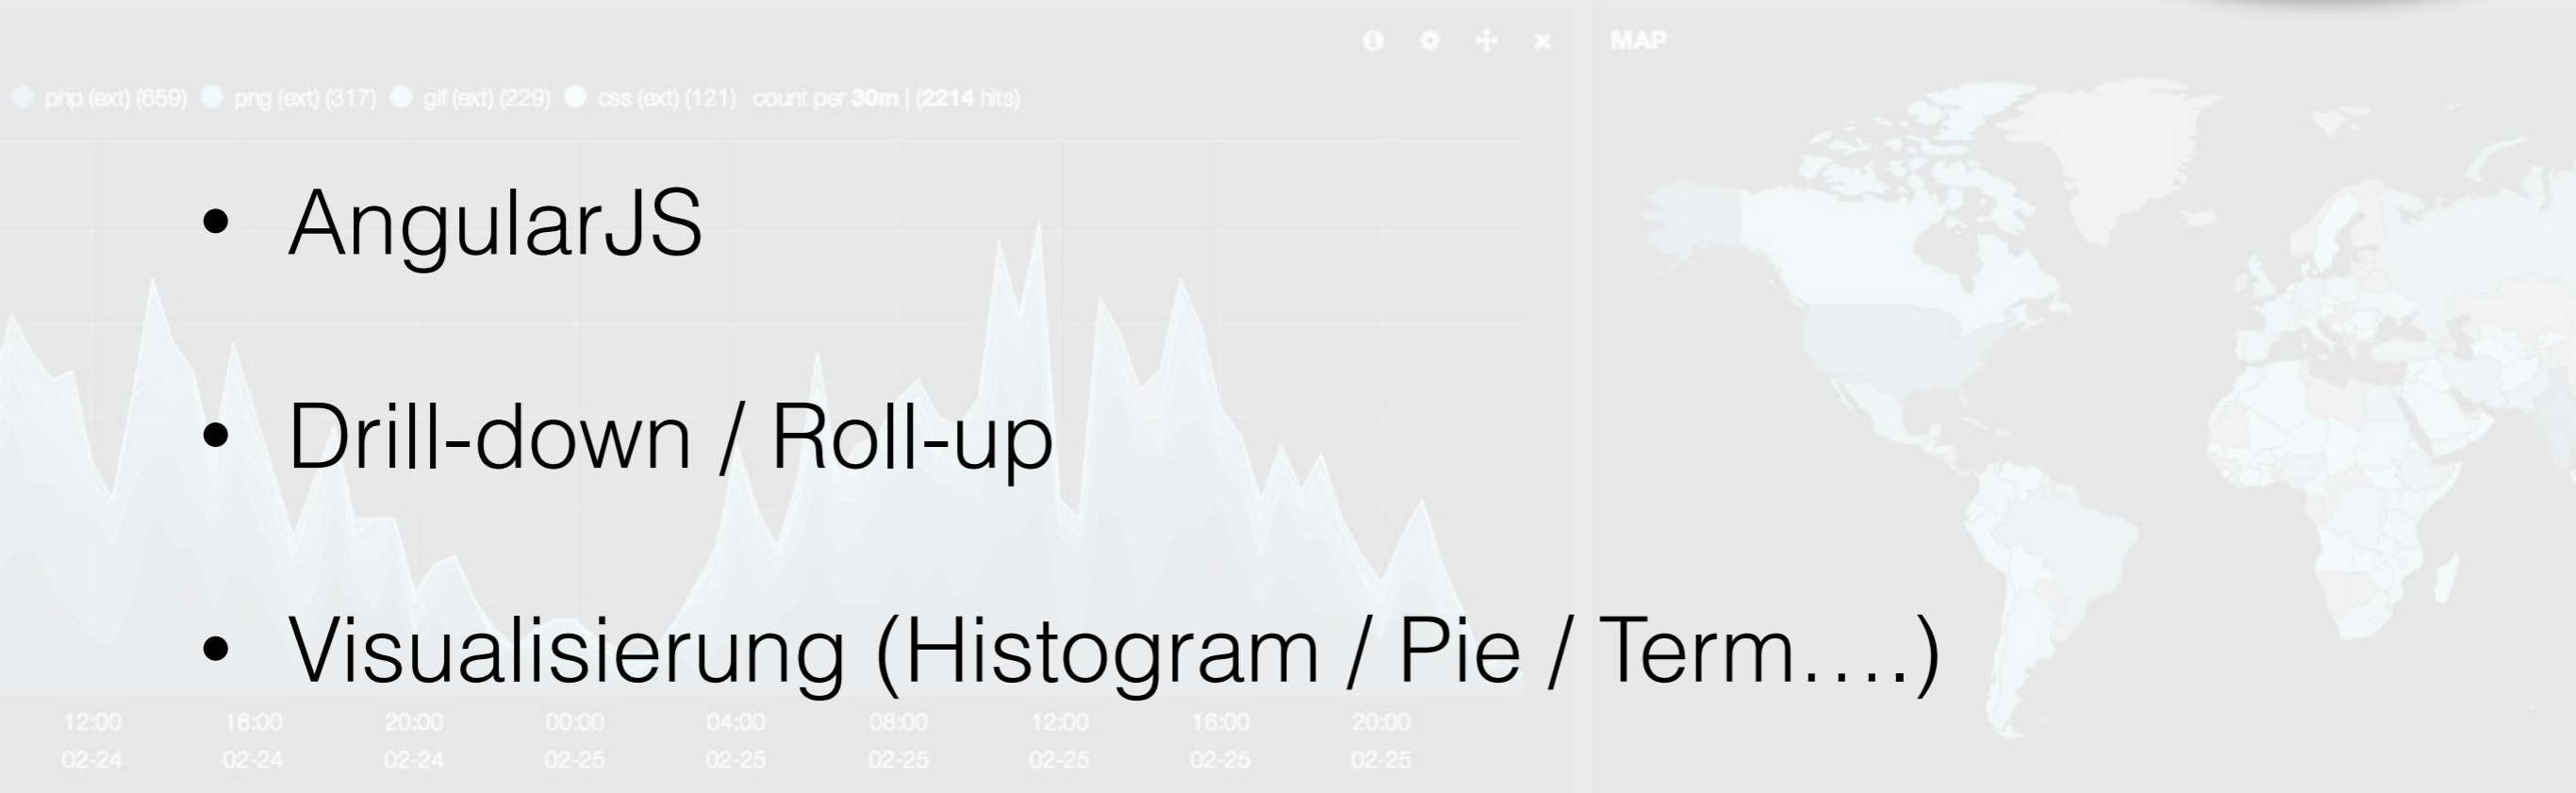 MAP
php (ext) (659) png (ext) (317) gif (ext) (229) css (ext) (121) count per 30m | (2214 hits)
• AngularJS
• Drill-down / Roll-up
• Visualisierung (Histogram / Pie / Term….)
12:00 16:00 20:00 00:00 04:00 08:00 12:00 16:00 20:00
02-24 02-24 02-24 02-25 02-25 02-25 02-25 02-25 02-25